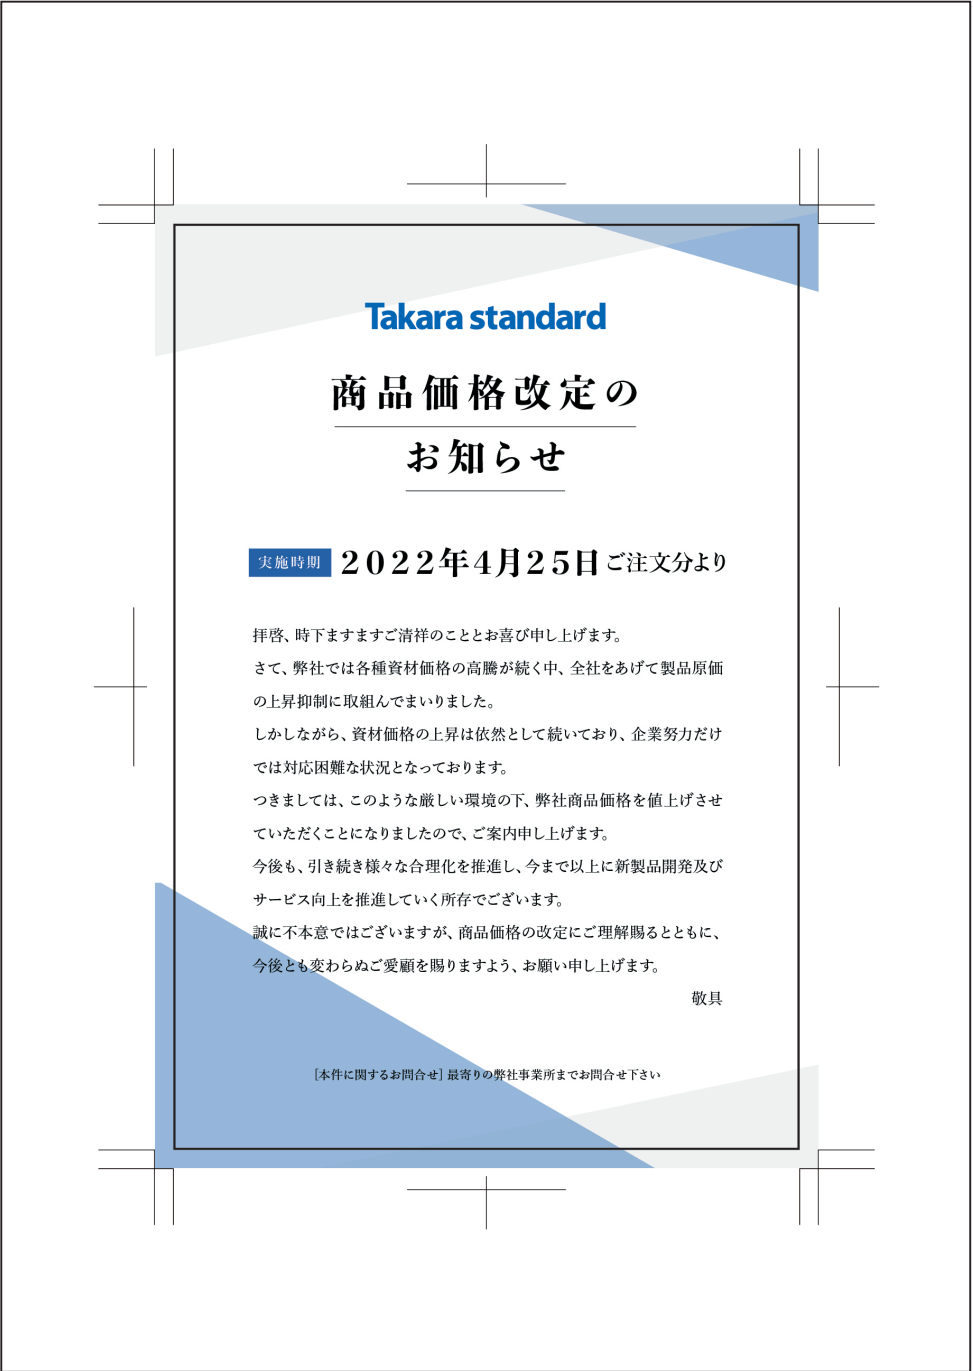 Takara standard
商品価格改定の
お知らせ
実施時期 2022年4月25日ご注文分より
拝啓、時下ますますご清祥のこととお喜び申し上げます。
さて、弊社では各種資材価格の高騰が続く中、全社をあげて製品原価
の上昇抑制に取組んでまいりました。
しかしながら、資材価格の上昇は依然として続いており、企業努力だけ
では対応困難な状況となっております。
つきましては、このような厳しい環境の下、弊社商品価格を値上げさせ
ていただくことになりましたので、ご案内申し上げます。
今後も、引き続き様々な合理化を推進し、今まで以上に新製品開発及び
サービス向上を推進していく所存でございます。
誠に不本意ではございますが、商品価格の改定にご理解賜るとともに、
今後とも変わらぬご愛顧を賜りますよう、お願い申し上げます。
敬具
[本件に関するお問合せ] 最寄りの弊社事業所までお問合せ下さい